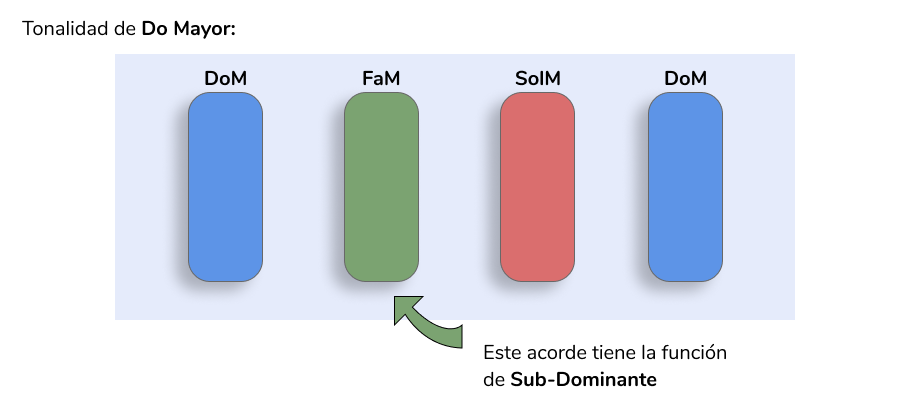 Tonalidad de Do Mayor:
DoM FaM SolM DoM
Este acorde tiene la función
de Sub-Dominante